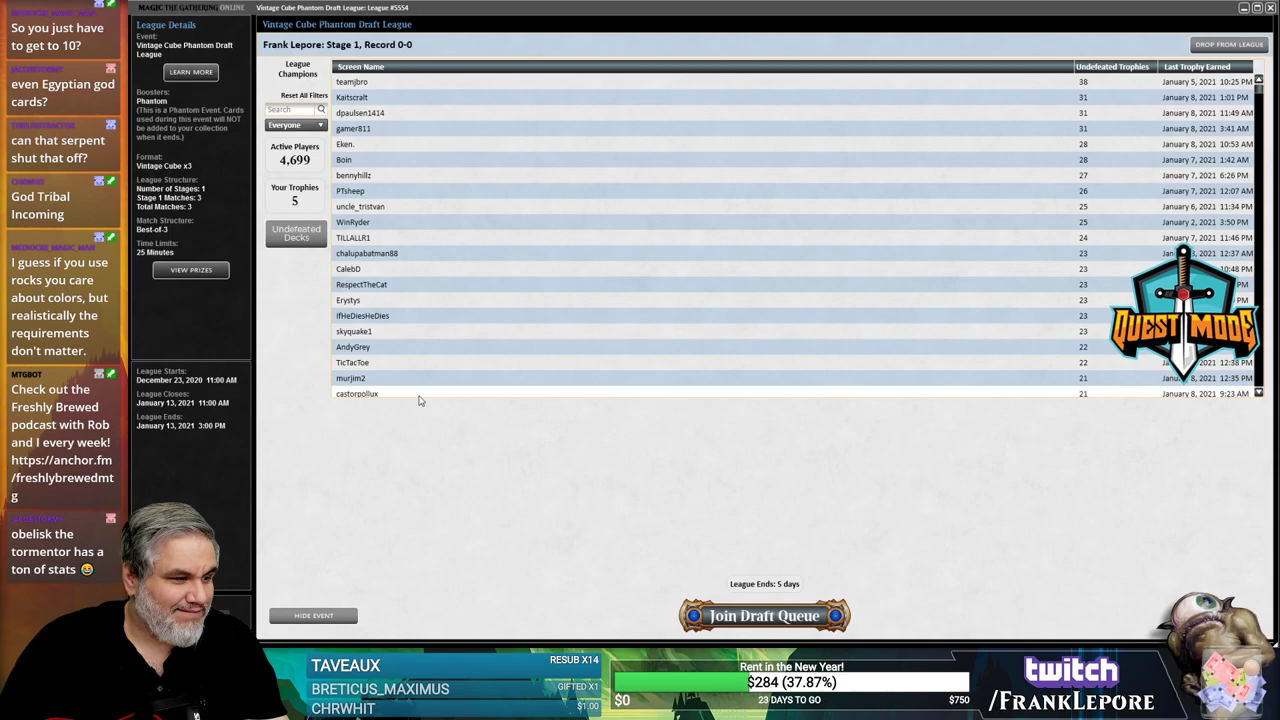 So you just
have to get to 10?
even Egyptian god
cards?
can that serpent
shut that off?
CHRWHIT
God Tribal
Incoming
MEDIOCRE_MAGIC_MAN
I guess if you use
rocks you care
about colors, but
realistically the
requirements
don't matter.
MTGBOT
Check out the
Freshly Brewed
podcast with Rob
and I every week!
https://anchor.fm
/freshlybrewedmt
g
obelisk the
tormentor has a
ton of stats 😂
MAGIC THE GATHERING ONLINE
Vintage Cube Phantom Draft League: League #5554
League Details
Event:
Vintage Cube Phantom Draft
League
LEARN MORE
Boosters:
Phantom
(This is a Phantom Event. Cards
used during this event will NOT
be added to your collection
when it ends.)
Format:
Vintage Cube x3
League Structure:
Number of Stages: 1
Stage 1 Matches: 3
Total Matches: 3
Match Structure:
Best-of-3
Time Limits:
25 Minutes
VIEW PRIZES
League Starts:
December 23, 2020 11:00 AM
League Closes:
January 13, 2021 11:00 AM
League Ends:
January 13, 2021 3:00 PM
Vintage Cube Phantom Draft League
Frank Lepore: Stage 1, Record 0-0
DROP FROM LEAGUE
League
Champions
Reset All Filters
Search
Everyone
Active Players
4,699
Your Trophies
5
Undefeated
Decks
Screen Name Undefeated Trophies Last Trophy Earned
teamjbro 38 January 5, 2021 10:25 PM
Kaitscralt 31 January 8, 2021 1:01 PM
dpaulsen1414 31 January 8, 2021 11:49 AM
gamer811 31 January 8, 2021 3:41 AM
Eken. 28 January 8, 2021 10:53 AM
Boin 28 January 8, 2021 1:42 AM
bennyhillz 27 January 7, 2021 6:26 PM
PTsheep 26 January 7, 2021 12:07 AM
uncle_tristvan 25 January 6, 2021 11:34 PM
WinRyder 25 January 2, 2021 3:50 PM
TILLALLR1 24 January 7, 2021 11:46 PM
chalupabatman88 23 2021 12:37 AM
CalebD 23 10:48 PM
RespectTheCat 23 PM
Erystys 23 PM
IfHeDiesHeDies 23
skyquake1 23
AndyGrey 22
TicTacToe 22 2021 12:38 PM
murjim2 21 January 8, 2021 12:35 PM
castorpollux 21 January 8, 2021 9:23 AM
QUEST MODE
League Ends: 5 days
HIDE EVENT
Join Draft Queue
TAVEAUX RESUB X14
BRETICUS_MAXIMUS GIFTED X1
CHRWHIT $1.00
Rent in the New Year!
$284 (37.87%)
$0 23 DAYS TO GO $750
twitch
/FRANKLEPORE